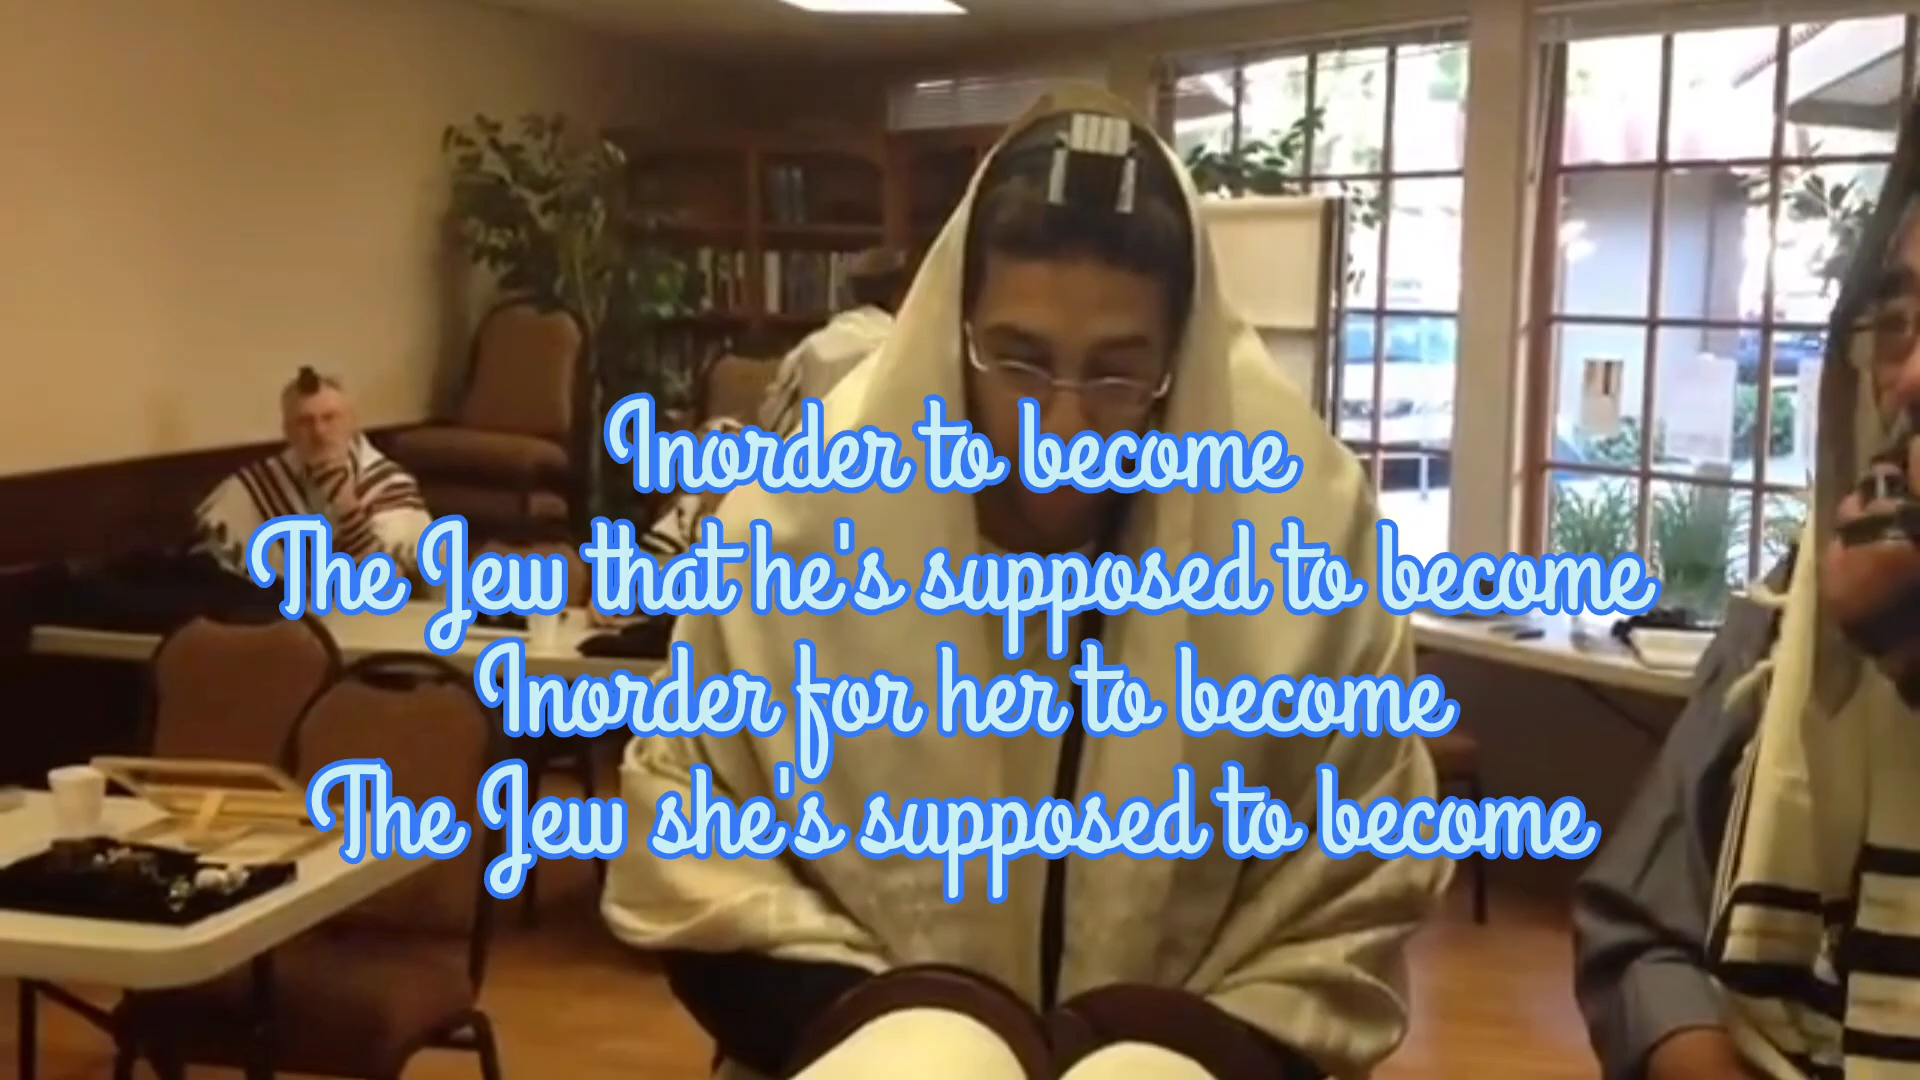 Inorder to become
The Jew that he's supposed to become
Inorder for her to become
The Jew she's supposed to become